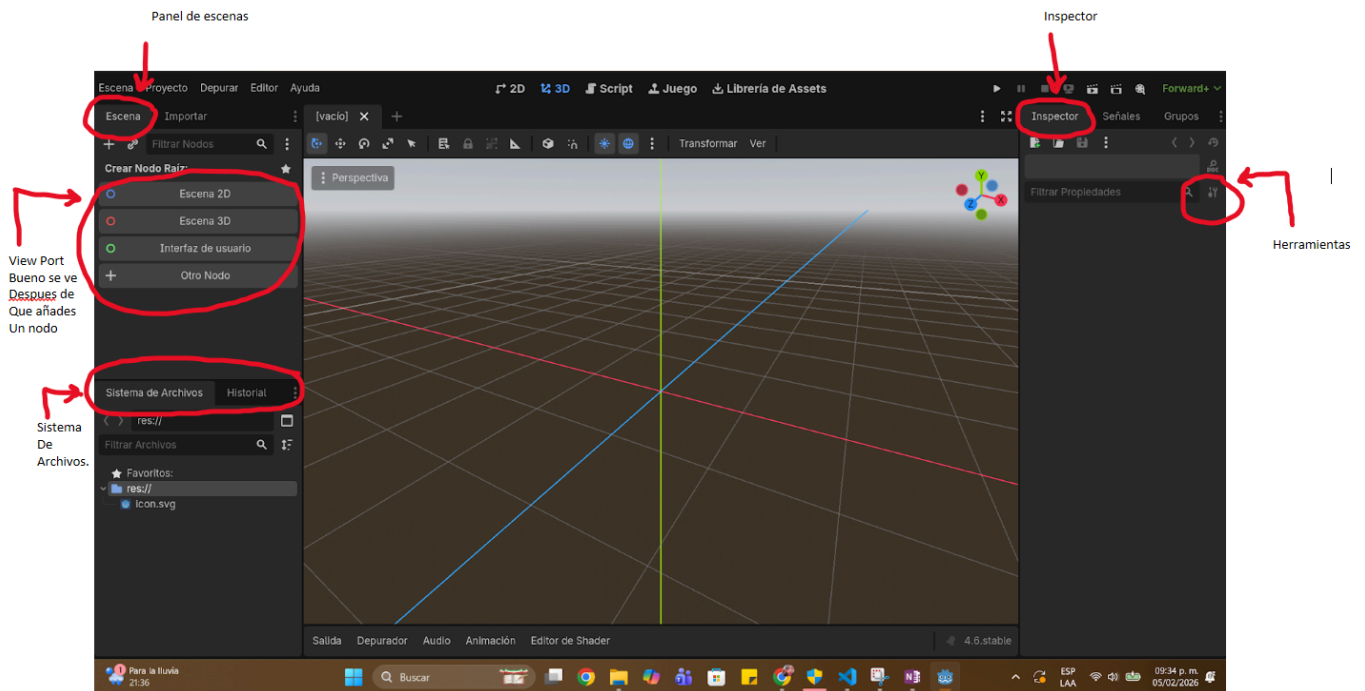 Panel de escenas
Inspector
Escena Proyecto Depurar Editor Ayuda
2D 3D Script Juego Librería de Assets
Forward+
Escena Importar
[vacío]
Inspector Señales Grupos
Filtrar Nodos
Transformar Ver
Crear Nodo Raíz:
Perspectiva
Escena 2D
Escena 3D
Interfaz de usuario
Otro Nodo
Y
X
Z
DOC
Filtrar Propiedades
Herramientas
View Port
Bueno se ve
Despues de
Que añades
Un nodo
Sistema de Archivos Historial
res://
Filtrar Archivos
Favoritos:
res://
icon.svg
Sistema
De
Archivos.
Salida Depurador Audio Animación Editor de Shader
4.6.stable
1
Para la lluvia
21:36
Buscar
ESP
LAA
09:34 p. m.
05/02/2026